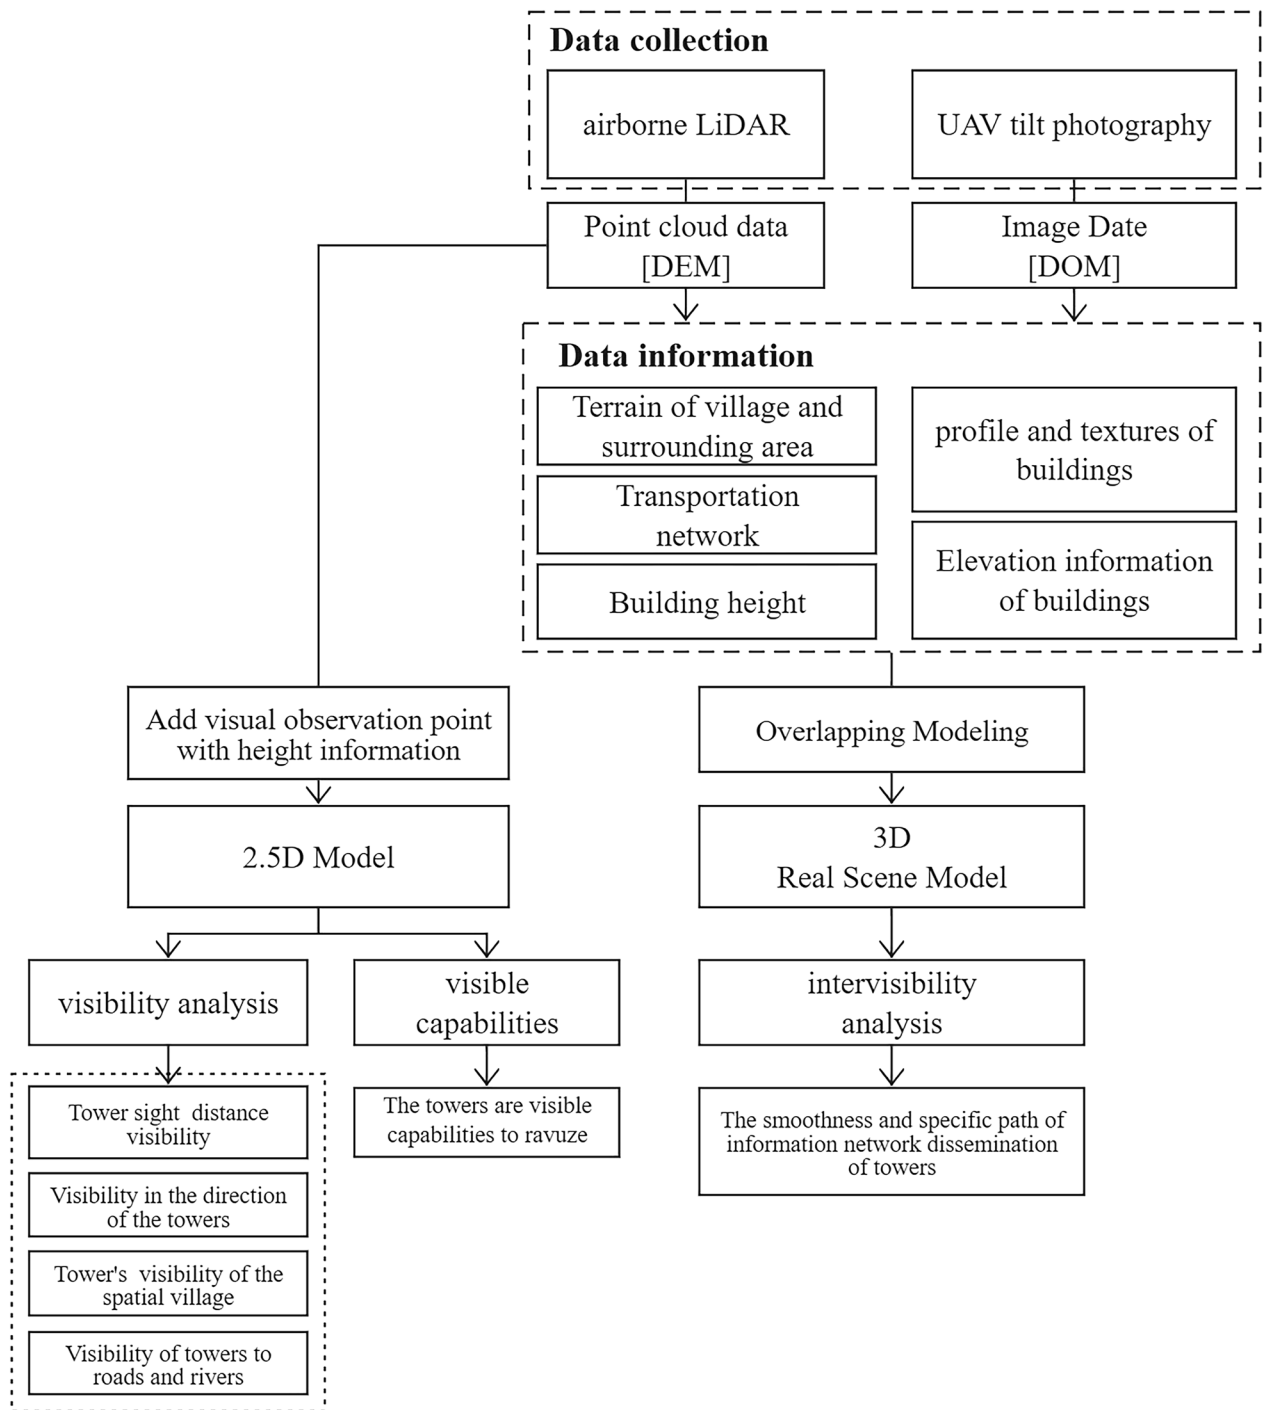 Data collection
airborne LiDAR
UAV tilt photography
Point cloud data
[DEM]
Image Date
[DOM]
Data information
Terrain of village and
surrounding area
Transportation
network
Building height
profile and textures of
buildings
Elevation information
of buildings
Add visual observation point
with height information
Overlapping Modeling
2.5D Model
3D
Real Scene Model
visibility analysis
visible
capabilities
intervisibility
analysis
Tower sight distance
visibility
Visibility in the direction
of the towers
Tower's visibility of the
spatial village
Visibility of towers to
roads and rivers
The towers are visible
capabilities to ravuze
The smoothness and specific path of
information network dissemination
of towers